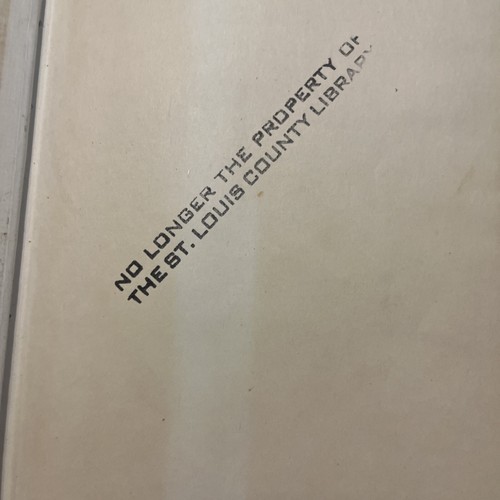 NO LONGER THE PROPERTY OF
THE ST. LOUIS COUNTY LIBRARY